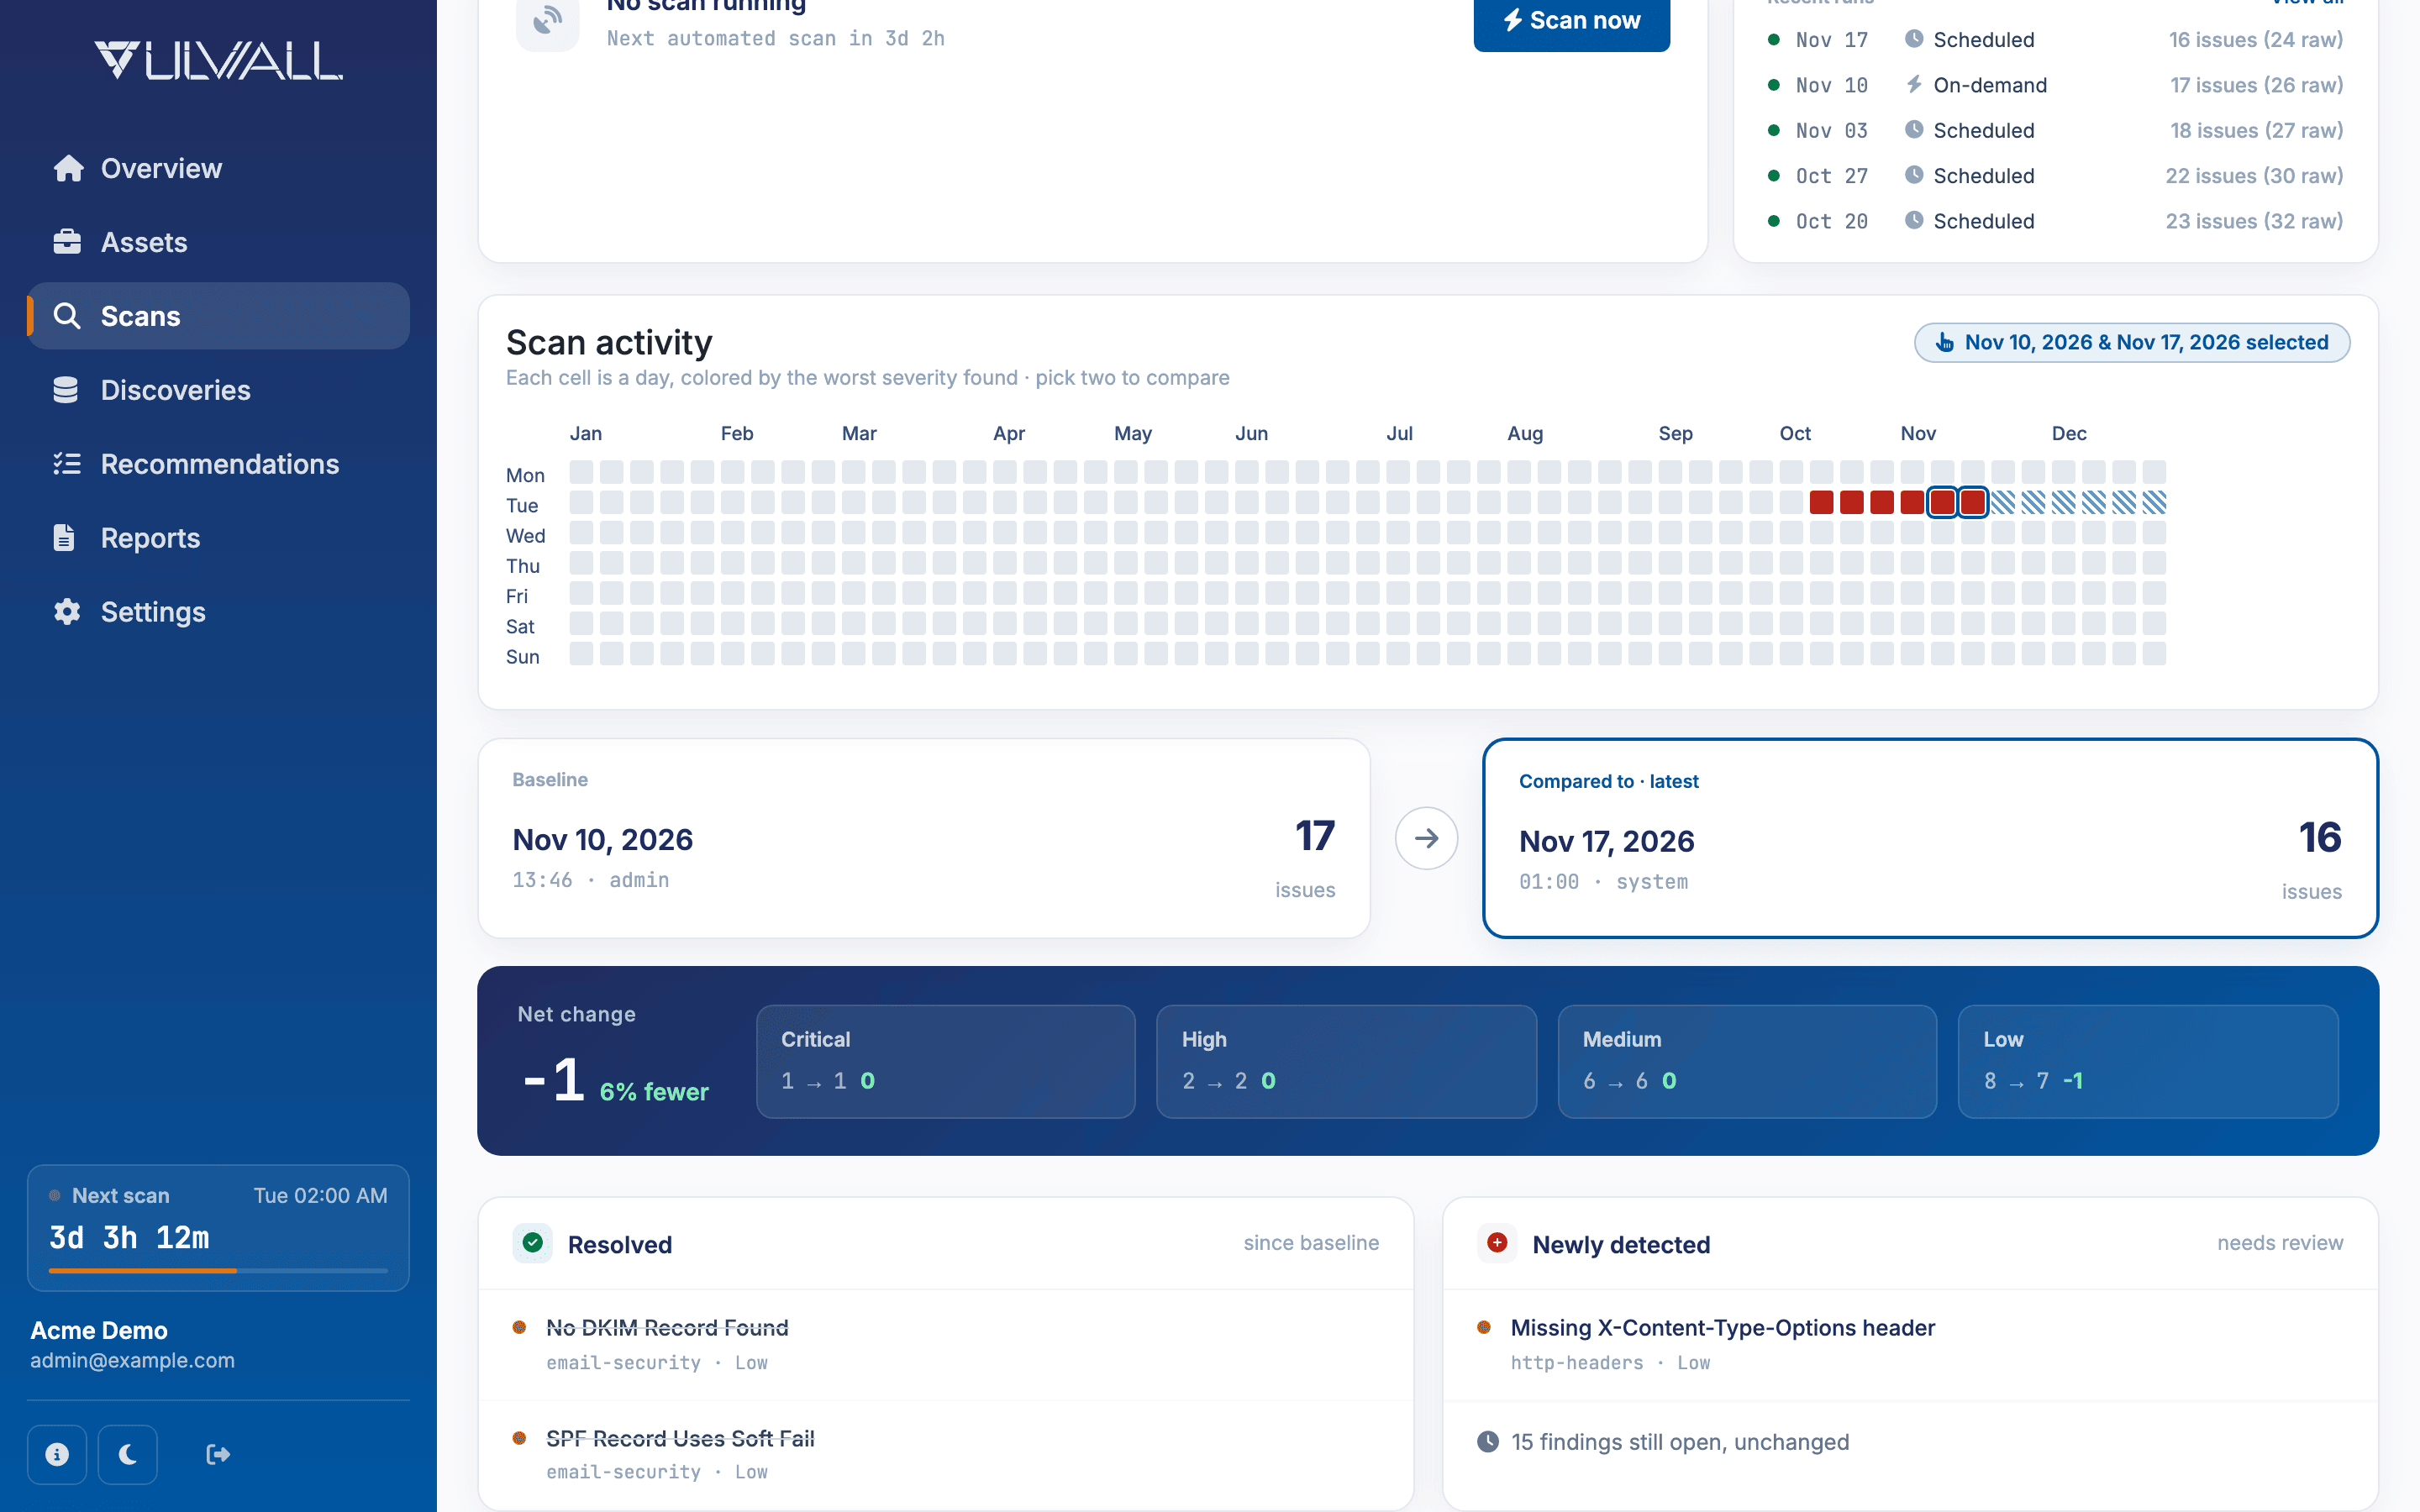 VULWALL
Overview
Assets
Scans
Discoveries
Recommendations
Reports
Settings
Next scan Tue 02:00 AM
3d 3h 12m
Acme Demo
admin@example.com
No scan running
Next automated scan in 3d 2h
Scan now
Recent runs View all
Nov 17 Scheduled 16 issues (24 raw)
Nov 10 On-demand 17 issues (26 raw)
Nov 03 Scheduled 18 issues (27 raw)
Oct 27 Scheduled 22 issues (30 raw)
Oct 20 Scheduled 23 issues (32 raw)
Scan activity
Nov 10, 2026 & Nov 17, 2026 selected
Each cell is a day, colored by the worst severity found · pick two to compare
Jan Feb Mar Apr May Jun Jul Aug Sep Oct Nov Dec
Mon
Tue
Wed
Thu
Fri
Sat
Sun
Baseline
Nov 10, 2026
13:46 · admin
17
issues
Compared to · latest
Nov 17, 2026
01:00 · system
16
issues
Net change
-1 6% fewer
Critical
1 → 1 0
High
2 → 2 0
Medium
6 → 6 0
Low
8 → 7 -1
Resolved since baseline
No DKIM Record Found
email-security · Low
SPF Record Uses Soft Fail
email-security · Low
Newly detected needs review
Missing X-Content-Type-Options header
http-headers · Low
15 findings still open, unchanged